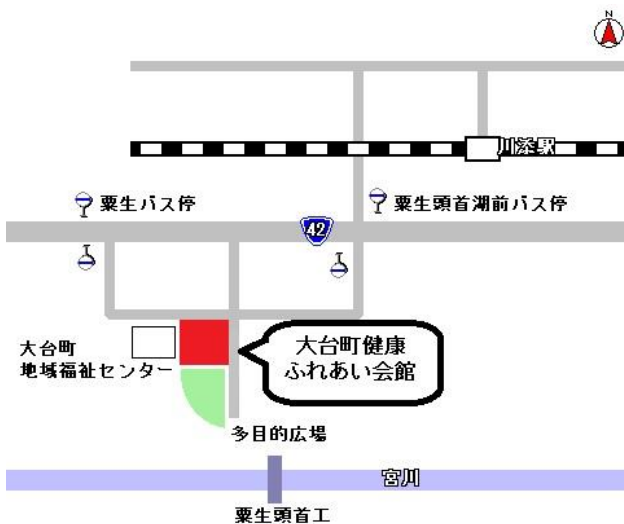 N
川添駅
粟生バス停
粟生頭首湖前バス停
42
大台町
地域福祉センター
大台町健康
ふれあい会館
多目的広場
宮川
粟生頭首工